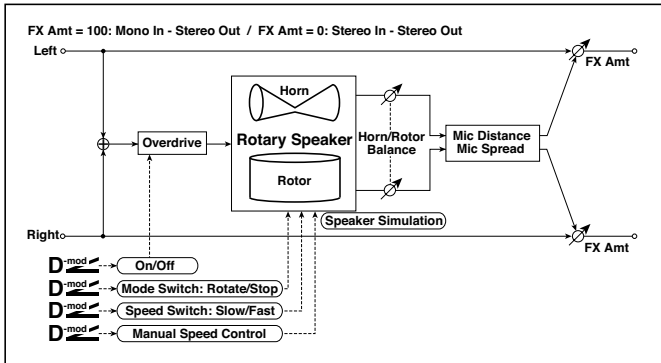 FX Amt = 100: Mono In - Stereo Out / FX Amt = 0: Stereo In - Stereo Out
Left
FX Amt
Horn
Overdrive
Rotary Speaker
Horn/Rotor
Balance
Mic Distance
Mic Spread
Rotor
Speaker Simulation
Right
FX Amt
D-mod
On/Off
D-mod
Mode Switch: Rotate/Stop
D-mod
Speed Switch: Slow/Fast
D-mod
Manual Speed Control